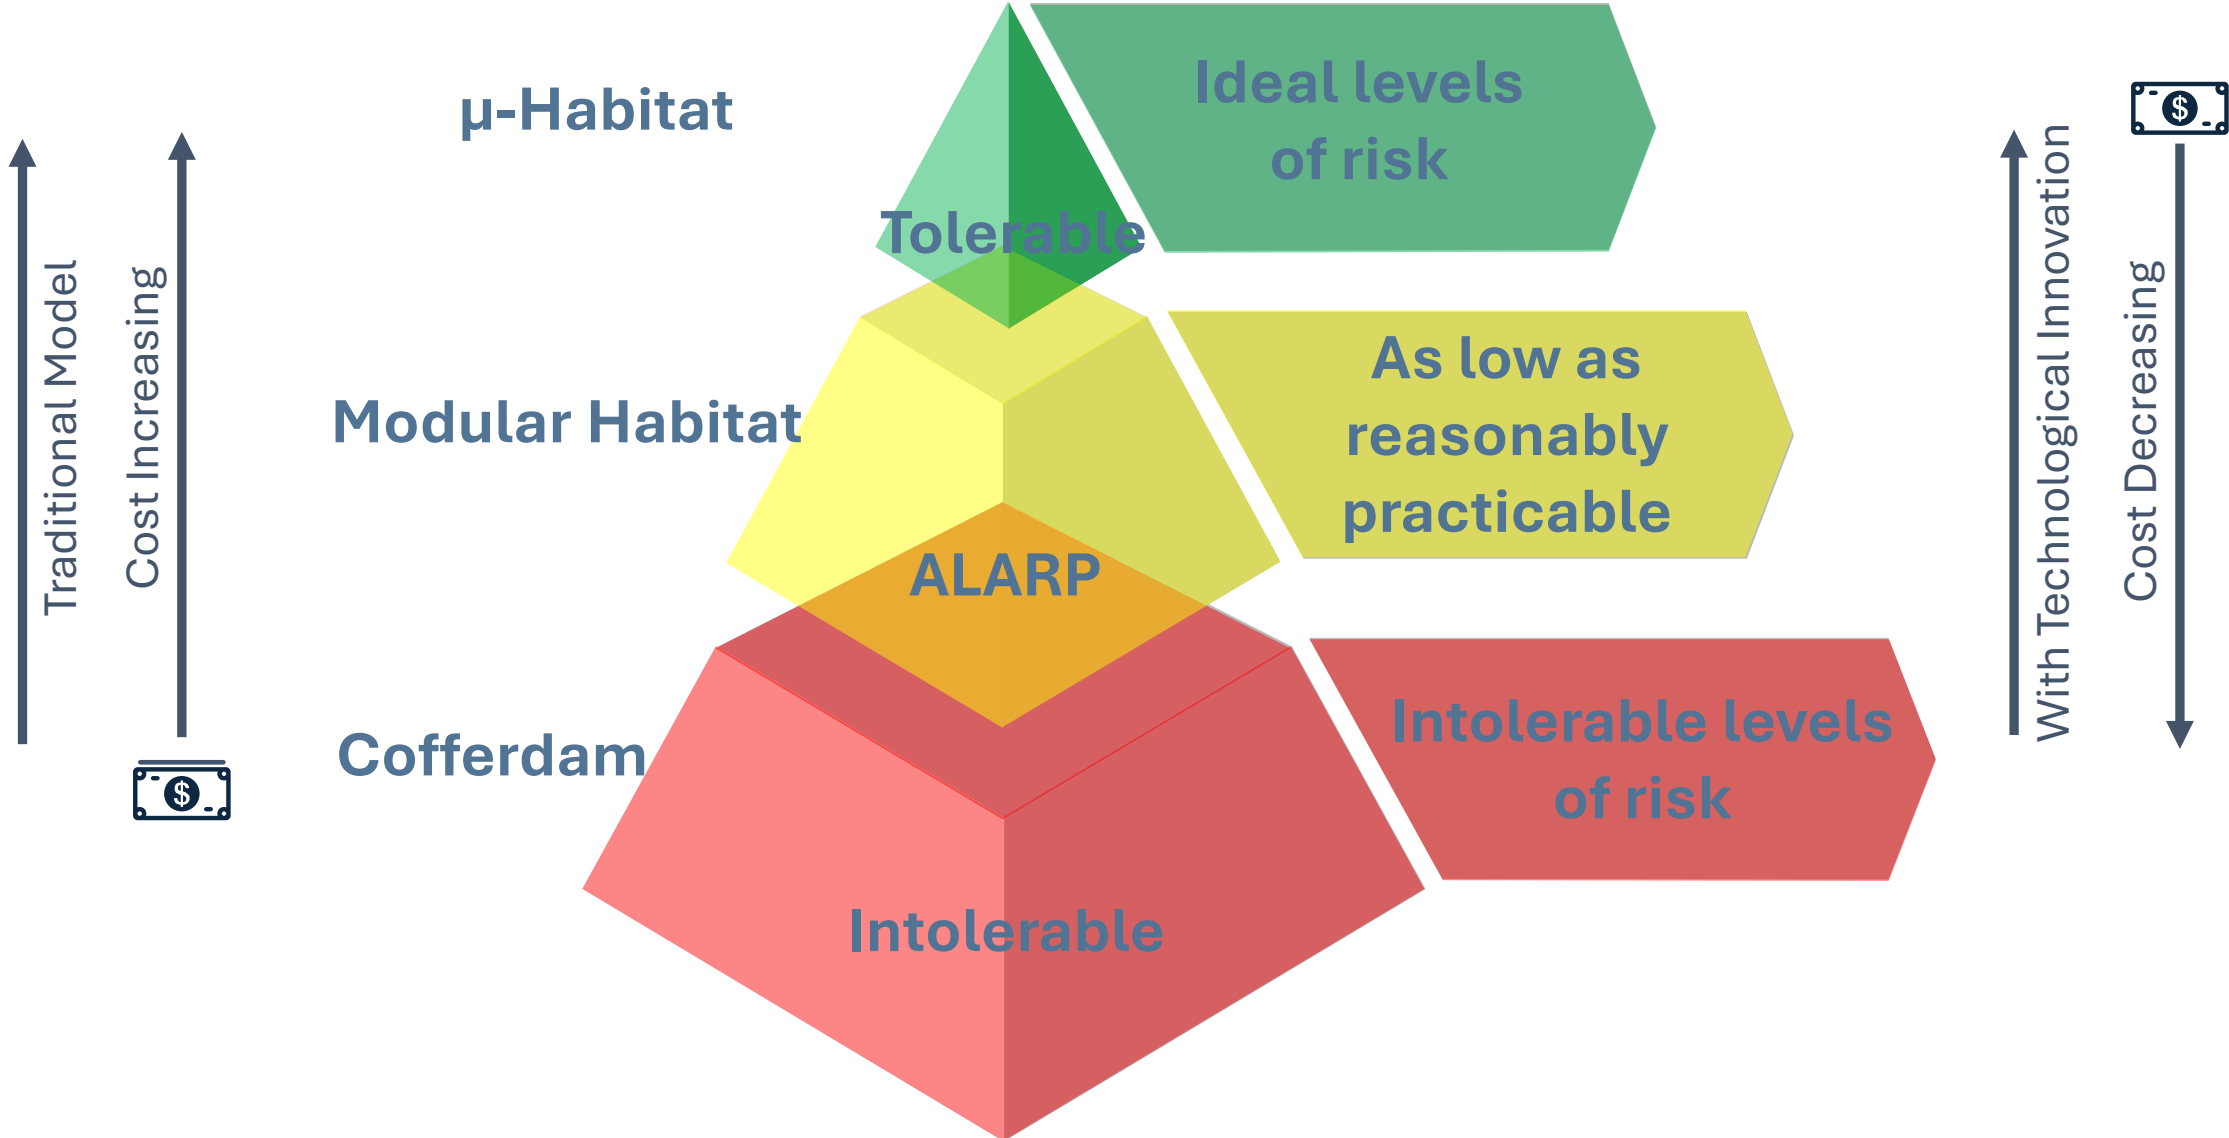 µ-Habitat
Ideal levels
of risk
Tolerable
Traditional Model
Cost Increasing
Modular Habitat
As low as
reasonably
practicable
ALARP
With Technological Innovation
Cost Decreasing
Cofferdam
Intolerable levels
of risk
Intolerable
$
$